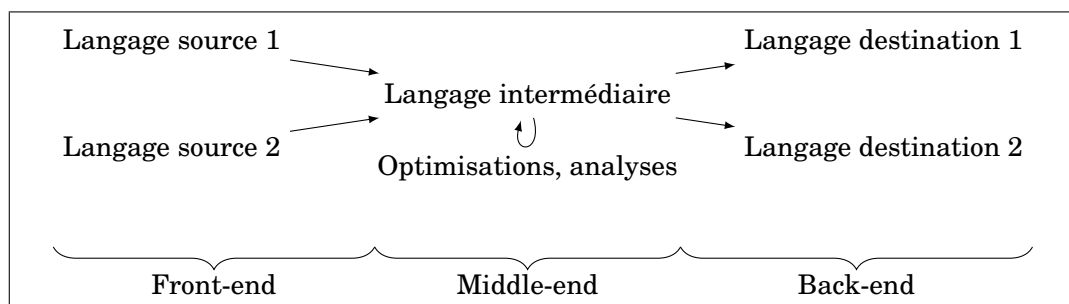 Langage source 1
Langage destination 1
Langage intermédiaire
Langage source 2
Langage destination 2
Optimisations, analyses
Front-end
Middle-end
Back-end